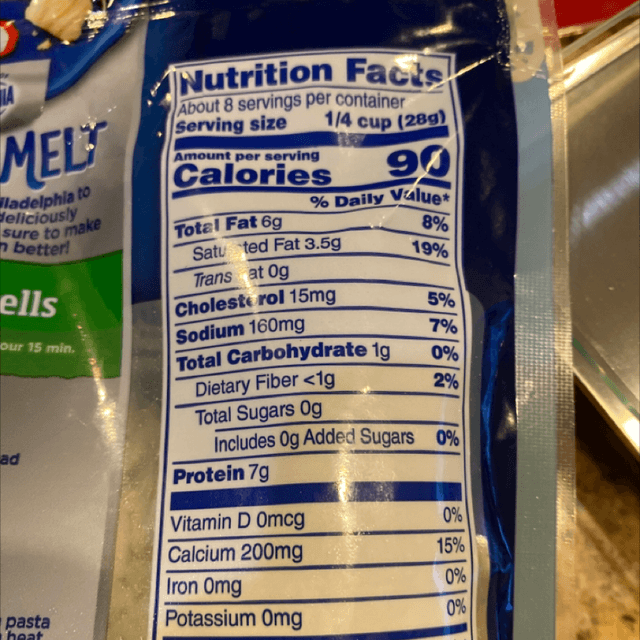 MELT
iladelphia to
deliciously
sure to make
n better!
ells
our 15 min.
ad
pasta
heat
Nutrition Facts
About 8 servings per container
Serving size 1/4 cup (28g)
Amount per serving
Calories 90
% Daily Value*
Total Fat 6g 8%
Saturated Fat 3.5g 19%
Trans Fat 0g
Cholesterol 15mg 5%
Sodium 160mg 7%
Total Carbohydrate 1g 0%
Dietary Fiber <1g 2%
Total Sugars 0g
Includes 0g Added Sugars 0%
Protein 7g
Vitamin D 0mcg 0%
Calcium 200mg 15%
Iron 0mg 0%
Potassium 0mg 0%